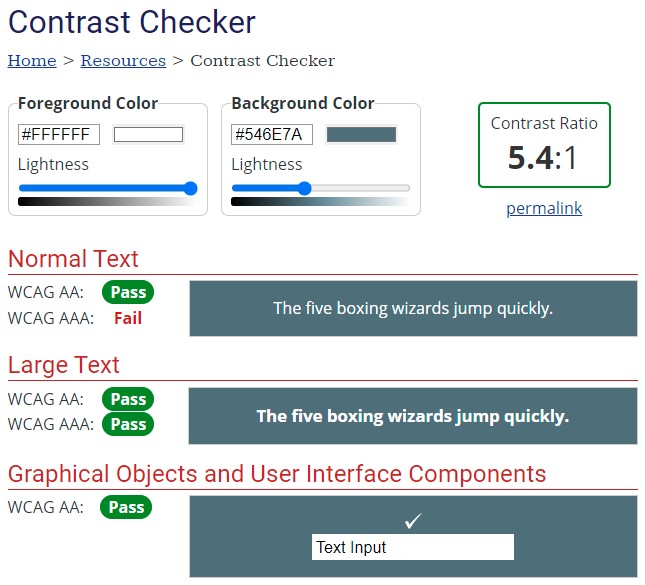 Contrast Checker
Home > Resources > Contrast Checker
Foreground Color
#FFFFFF
Lightness
Background Color
#546E7A
Lightness
Contrast Ratio
5.4:1
permalink
Normal Text
WCAG AA: Pass
WCAG AAA: Fail
The five boxing wizards jump quickly.
Large Text
WCAG AA: Pass
WCAG AAA: Pass
The five boxing wizards jump quickly.
Graphical Objects and User Interface Components
WCAG AA: Pass
✓
Text Input